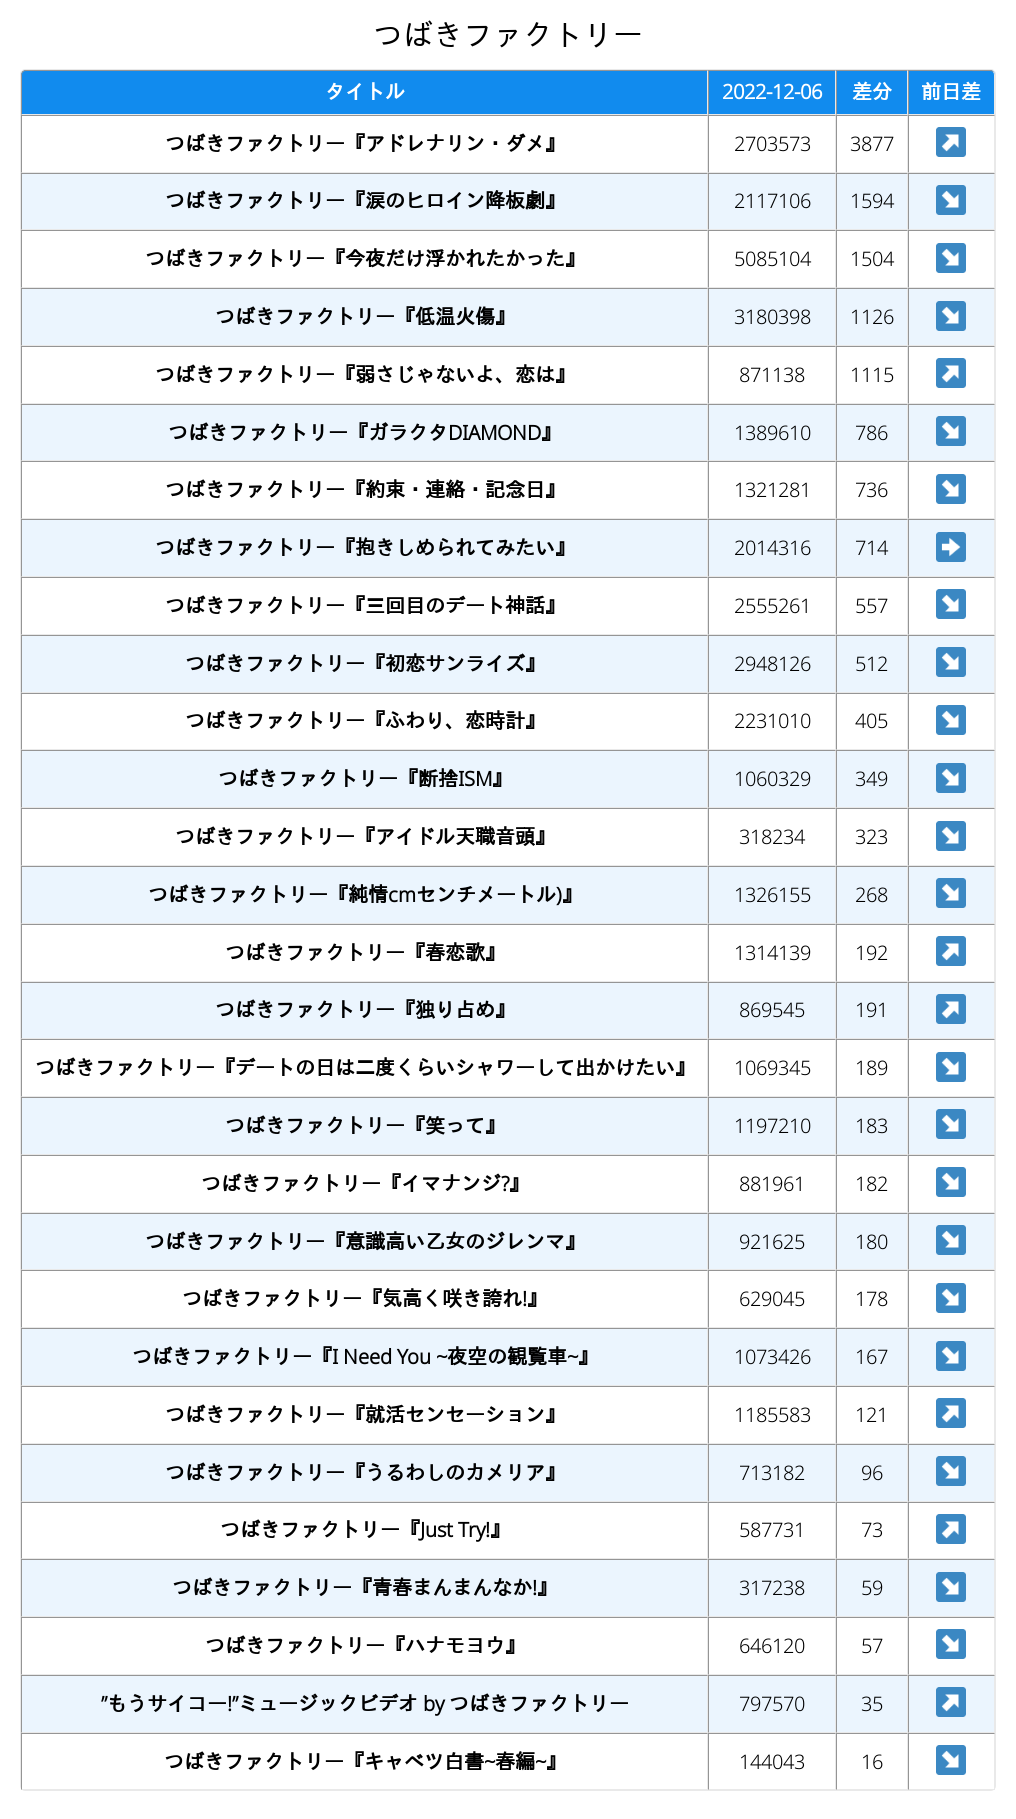 つばきファクトリー
タイトル 2022-12-06 差分 前日差
つばきファクトリー『アドレナリン・ダメ』 2703573 3877 ↗
つばきファクトリー『涙のヒロイン降板劇』 2117106 1594 ↘
つばきファクトリー『今夜だけ浮かれたかった』 5085104 1504 ↘
つばきファクトリー『低温火傷』 3180398 1126 ↘
つばきファクトリー『弱さじゃないよ、恋は』 871138 1115 ↗
つばきファクトリー『ガラクタDIAMOND』 1389610 786 ↘
つばきファクトリー『約束・連絡・記念日』 1321281 736 ↘
つばきファクトリー『抱きしめられてみたい』 2014316 714 →
つばきファクトリー『三回目のデート神話』 2555261 557 ↘
つばきファクトリー『初恋サンライズ』 2948126 512 ↘
つばきファクトリー『ふわり、恋時計』 2231010 405 ↘
つばきファクトリー『断捨ISM』 1060329 349 ↘
つばきファクトリー『アイドル天職音頭』 318234 323 ↘
つばきファクトリー『純情cmセンチメートル)』 1326155 268 ↘
つばきファクトリー『春恋歌』 1314139 192 ↗
つばきファクトリー『独り占め』 869545 191 ↗
つばきファクトリー『デートの日は二度くらいシャワーして出かけたい』 1069345 189 ↘
つばきファクトリー『笑って』 1197210 183 ↘
つばきファクトリー『イマナンジ?』 881961 182 ↘
つばきファクトリー『意識高い乙女のジレンマ』 921625 180 ↘
つばきファクトリー『気高く咲き誇れ!』 629045 178 ↘
つばきファクトリー『I Need You ~夜空の観覧車~』 1073426 167 ↘
つばきファクトリー『就活センセーション』 1185583 121 ↗
つばきファクトリー『うるわしのカメリア』 713182 96 ↘
つばきファクトリー『Just Try!』 587731 73 ↗
つばきファクトリー『青春まんまんなか!』 317238 59 ↘
つばきファクトリー『ハナモヨウ』 646120 57 ↘
”もうサイコー!”ミュージックビデオ by つばきファクトリー 797570 35 ↗
つばきファクトリー『キャベツ白書~春編~』 144043 16 ↘